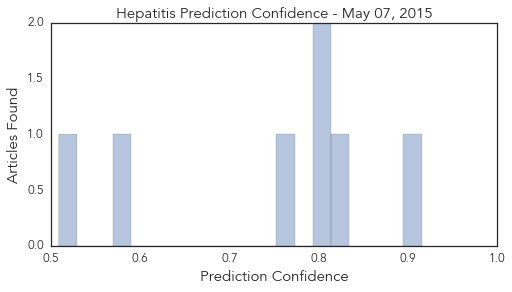 Hepatitis Prediction Confidence - May 07, 2015
2.0
1.5
1.0
0.5
0.0
Articles Found
0.5 0.6 0.7 0.8 0.9 1.0
Prediction Confidence